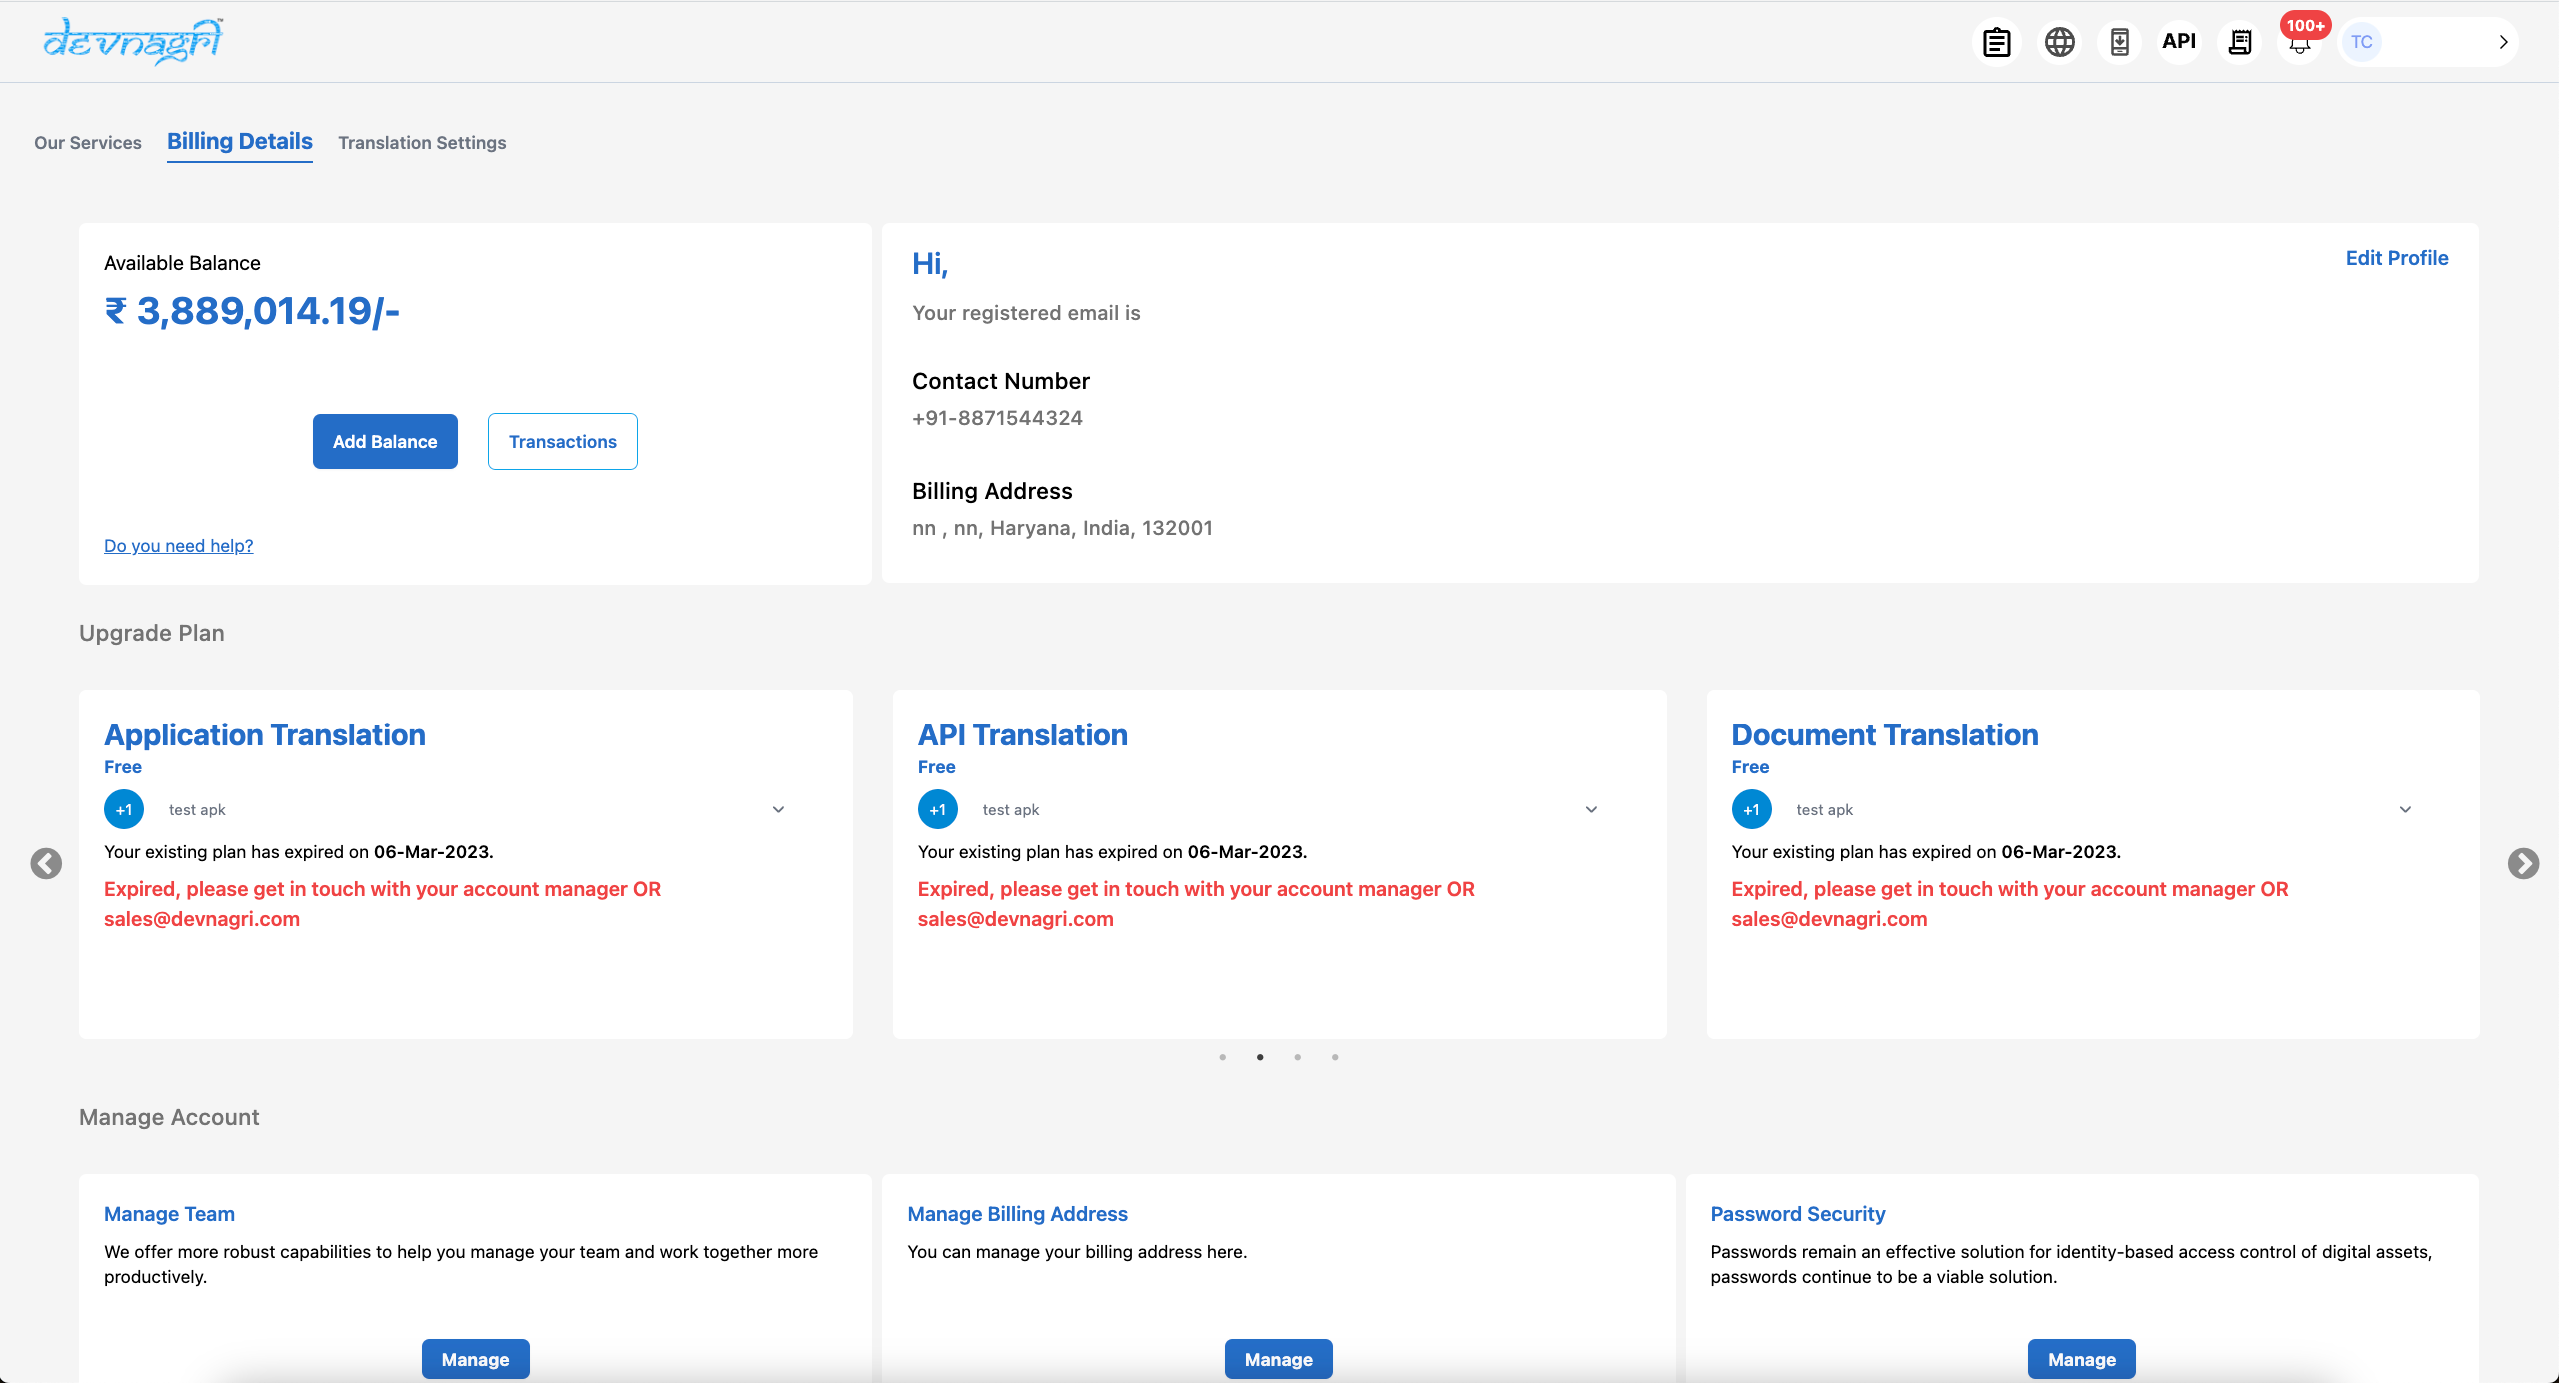 devnagri
TM
API
100+
TC
Our Services
Billing Details
Translation Settings
Available Balance
₹ 3,889,014.19/-
Add Balance
Transactions
Do you need help?
Hi,
Edit Profile
Your registered email is
Contact Number
+91-8871544324
Billing Address
nn , nn, Haryana, India, 132001
Upgrade Plan
Application Translation
Free
+1
test apk
Your existing plan has expired on 06-Mar-2023.
Expired, please get in touch with your account manager OR
sales@devnagri.com
API Translation
Free
+1
test apk
Your existing plan has expired on 06-Mar-2023.
Expired, please get in touch with your account manager OR
sales@devnagri.com
Document Translation
Free
+1
test apk
Your existing plan has expired on 06-Mar-2023.
Expired, please get in touch with your account manager OR
sales@devnagri.com
Manage Account
Manage Team
We offer more robust capabilities to help you manage your team and work together more
productively.
Manage
Manage Billing Address
You can manage your billing address here.
Manage
Password Security
Passwords remain an effective solution for identity-based access control of digital assets,
passwords continue to be a viable solution.
Manage